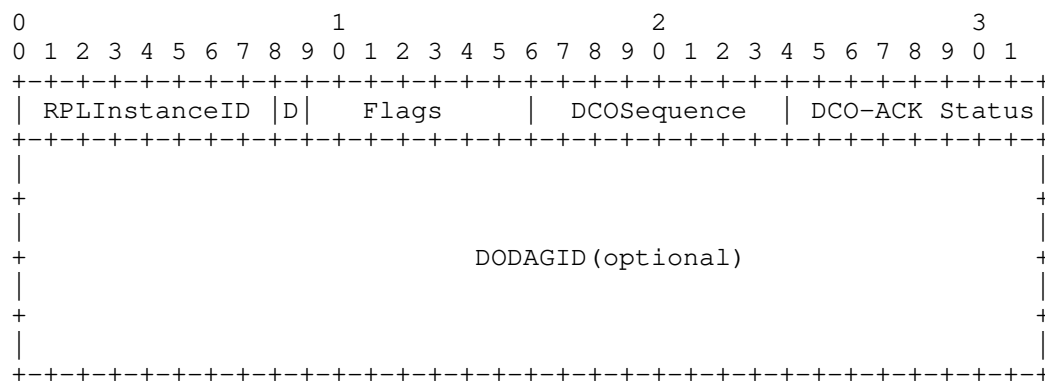 0                   1                   2                   3
0 1 2 3 4 5 6 7 8 9 0 1 2 3 4 5 6 7 8 9 0 1 2 3 4 5 6 7 8 9 0 1
+-+-+-+-+-+-+-+-+-+-+-+-+-+-+-+-+-+-+-+-+-+-+-+-+-+-+-+-+-+-+-+-+
| RPLInstanceID |D|   Flags     |  DCOSequence  | DCO-ACK Status|
+-+-+-+-+-+-+-+-+-+-+-+-+-+-+-+-+-+-+-+-+-+-+-+-+-+-+-+-+-+-+-+-+
|                                                               |
+                                                               +
|                                                               |
+                            DODAGID(optional)                  +
|                                                               |
+                                                               +
|                                                               |
+-+-+-+-+-+-+-+-+-+-+-+-+-+-+-+-+-+-+-+-+-+-+-+-+-+-+-+-+-+-+-+-+